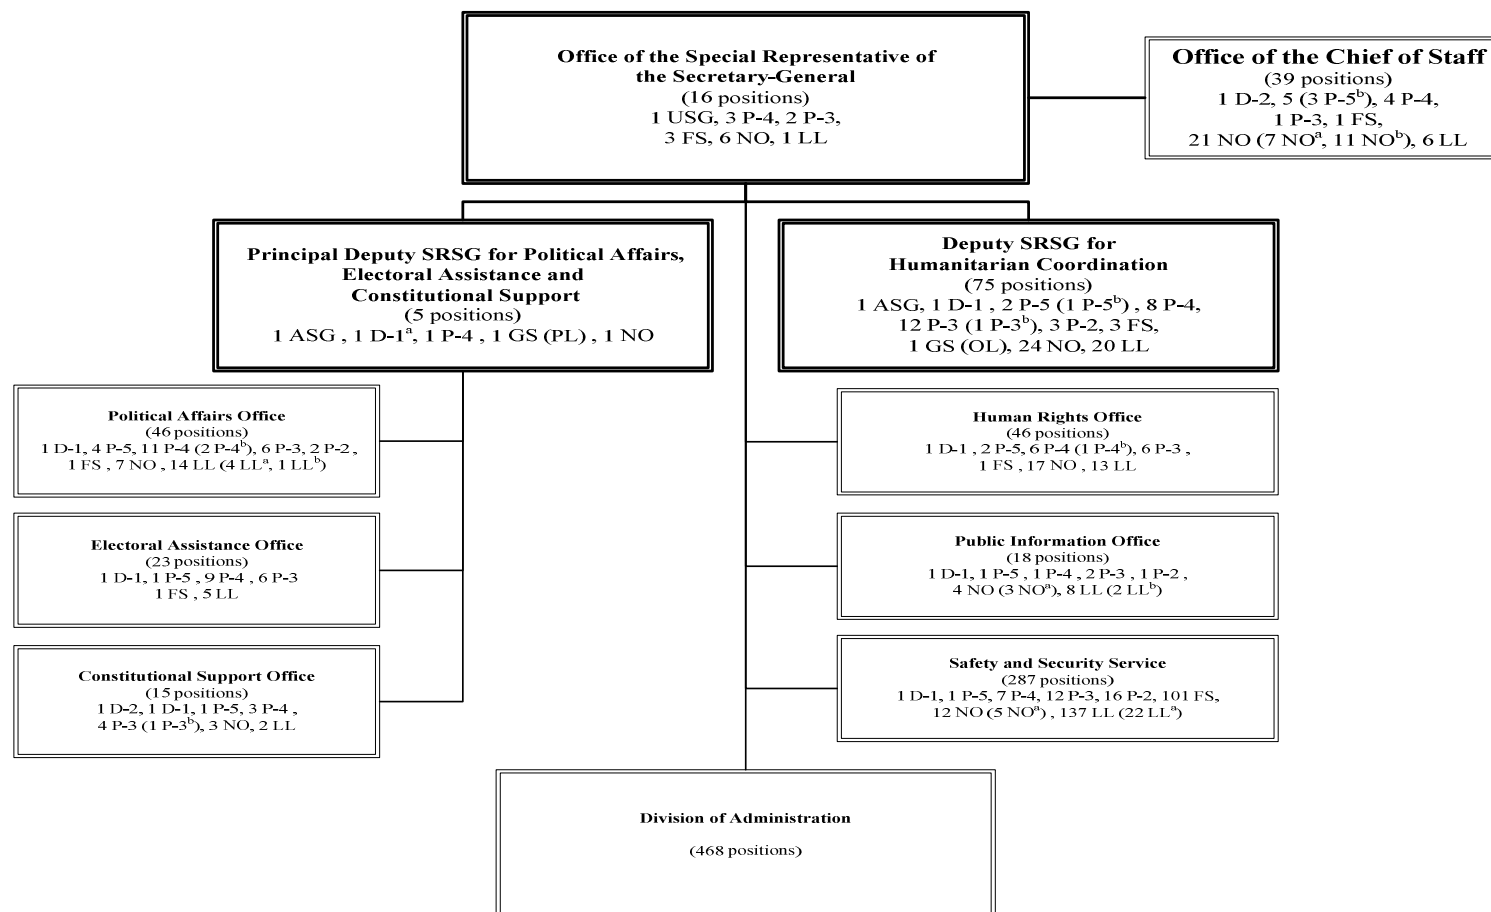 Office of the Special Representative of
the Secretary-General
(16 positions)
1 USG, 3 P-4, 2 P-3,
3 FS, 6 NO, 1 LL
Office of the Chief of Staff
(39 positions)
1 D-2, 5 (3 P-5ᵇ), 4 P-4,
1 P-3, 1 FS,
21 NO (7 NOᵃ, 11 NOᵇ), 6 LL
Principal Deputy SRSG for Political Affairs,
Electoral Assistance and
Constitutional Support
(5 positions)
1 ASG , 1 D-1ᵃ, 1 P-4 , 1 GS (PL) , 1 NO
Deputy SRSG for
Humanitarian Coordination
(75 positions)
1 ASG, 1 D-1 , 2 P-5 (1 P-5ᵇ) , 8 P-4,
12 P-3 (1 P-3ᵇ), 3 P-2, 3 FS,
1 GS (OL), 24 NO, 20 LL
Political Affairs Office
(46 positions)
1 D-1, 4 P-5, 11 P-4 (2 P-4ᵇ), 6 P-3, 2 P-2,
1 FS , 7 NO , 14 LL (4 LLᵃ, 1 LLᵇ)
Human Rights Office
(46 positions)
1 D-1 , 2 P-5, 6 P-4 (1 P-4ᵇ), 6 P-3 ,
1 FS , 17 NO , 13 LL
Electoral Assistance Office
(23 positions)
1 D-1, 1 P-5 , 9 P-4 , 6 P-3
1 FS , 5 LL
Public Information Office
(18 positions)
1 D-1, 1 P-5 , 1 P-4 , 2 P-3 , 1 P-2 ,
4 NO (3 NOᵃ), 8 LL (2 LLᵇ)
Constitutional Support Office
(15 positions)
1 D-2, 1 D-1, 1 P-5, 3 P-4 ,
4 P-3 (1 P-3ᵇ), 3 NO, 2 LL
Safety and Security Service
(287 positions)
1 D-1, 1 P-5, 7 P-4, 12 P-3, 16 P-2, 101 FS,
12 NO (5 NOᵃ) , 137 LL (22 LLᵃ)
Division of Administration
(468 positions)